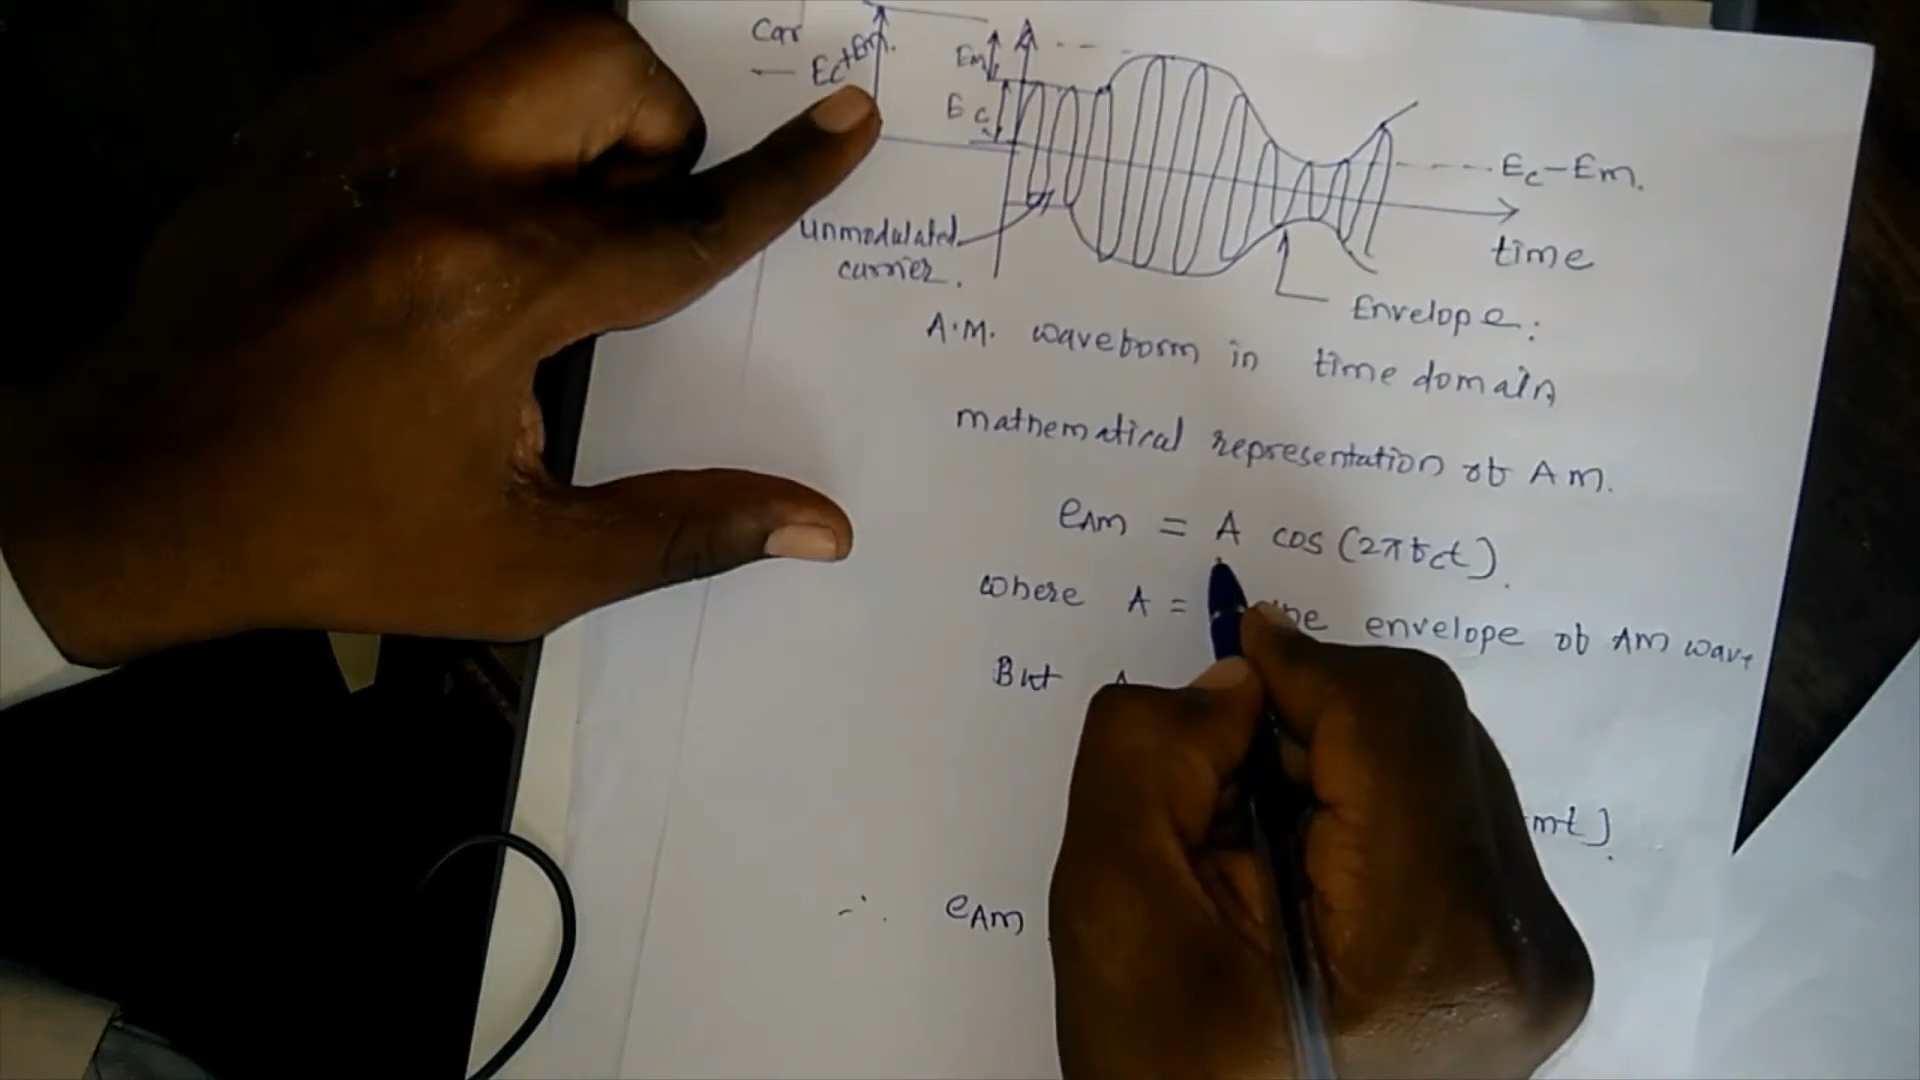 Car
Ec+Em.
Em
Ec
Ec-Em.
time
unmodulated
carrier.
Envelope:
A.M. waveform in time domain
mathematical representation of AM.
eAm = A cos (2πfct).
where A = the envelope of AM wave
But A
mt).
∴ eAm